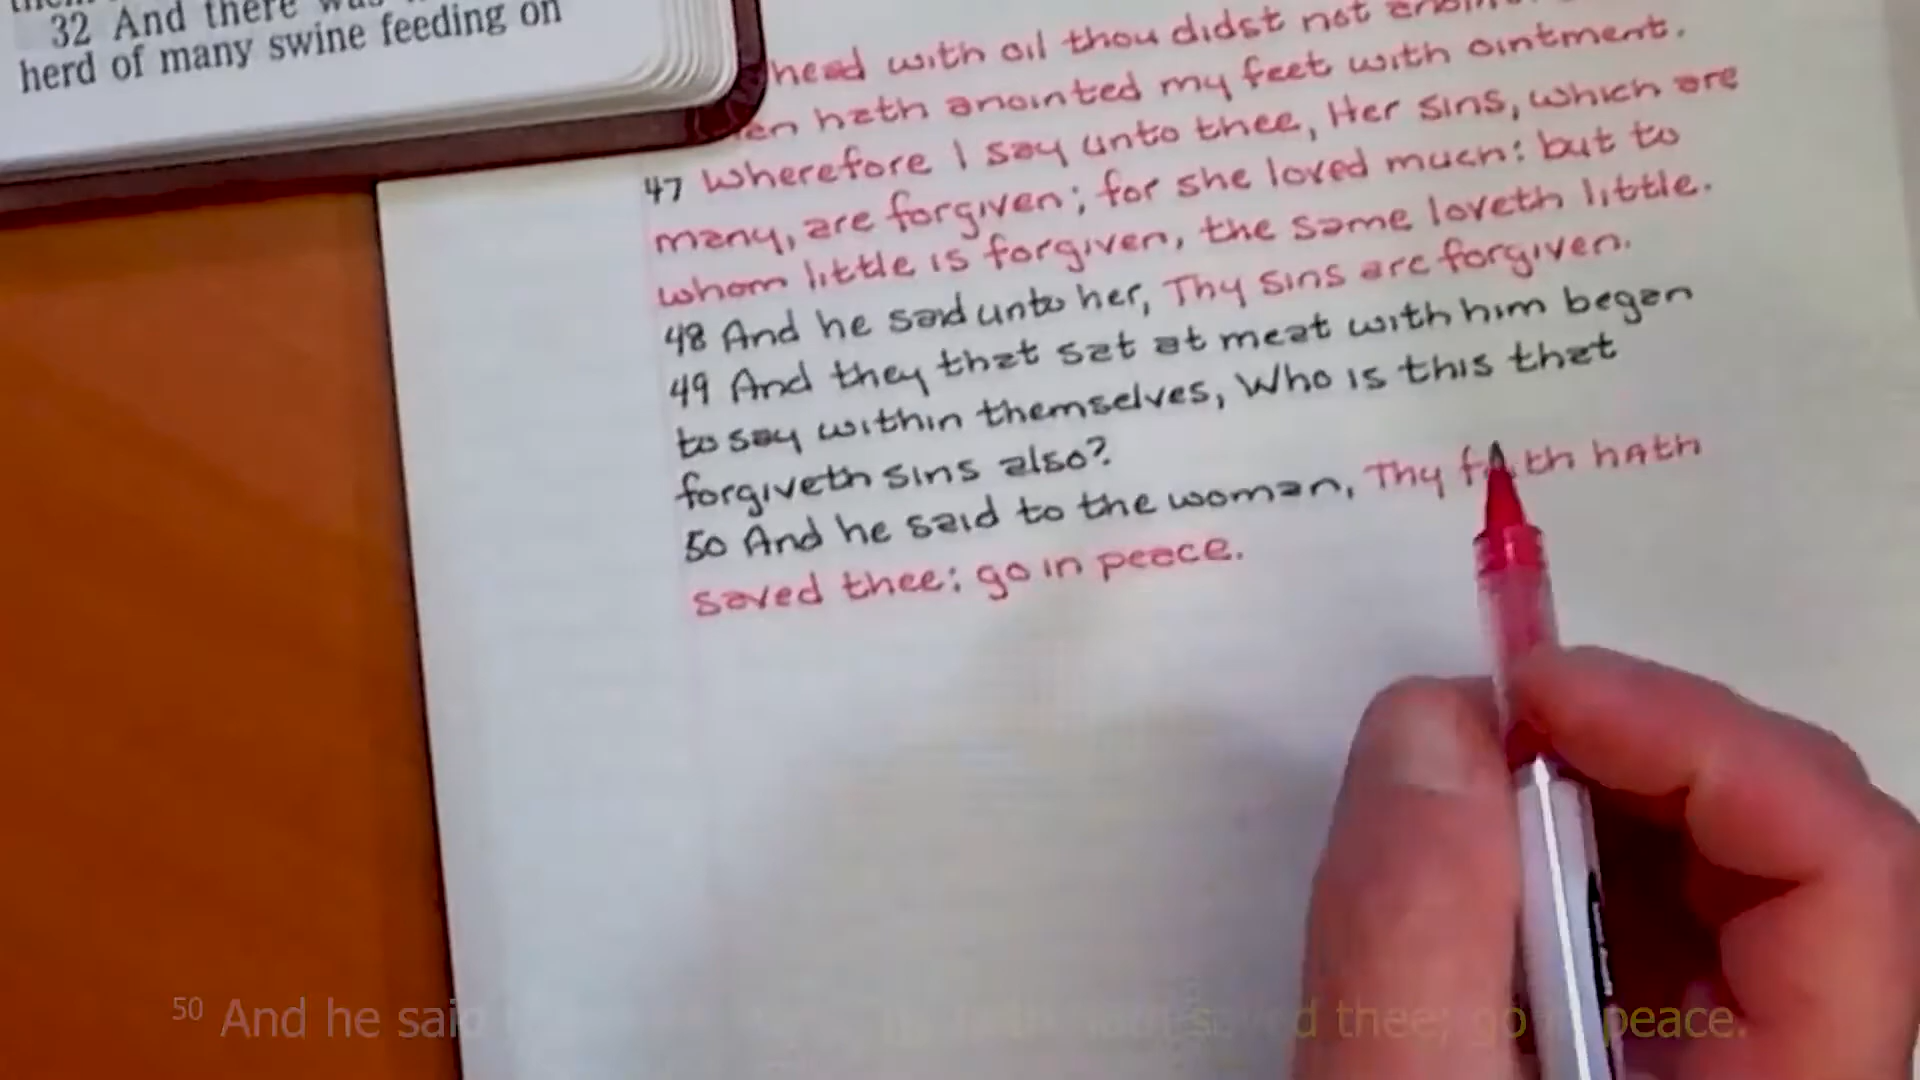 32 And there
herd of many swine feeding on
head with oil thou didst not
hath anointed my feet with ointment.
47 Wherefore I say unto thee, Her sins, which are
many, are forgiven; for she loved much: but to
whom little is forgiven, the same loveth little.
48 And he said unto her, Thy sins are forgiven.
49 And they that sat at meat with him began
to say within themselves, Who is this that
forgiveth sins also?
50 And he said to the woman, Thy faith hath
saved thee; go in peace.
50 And he said saved thee; go in peace.